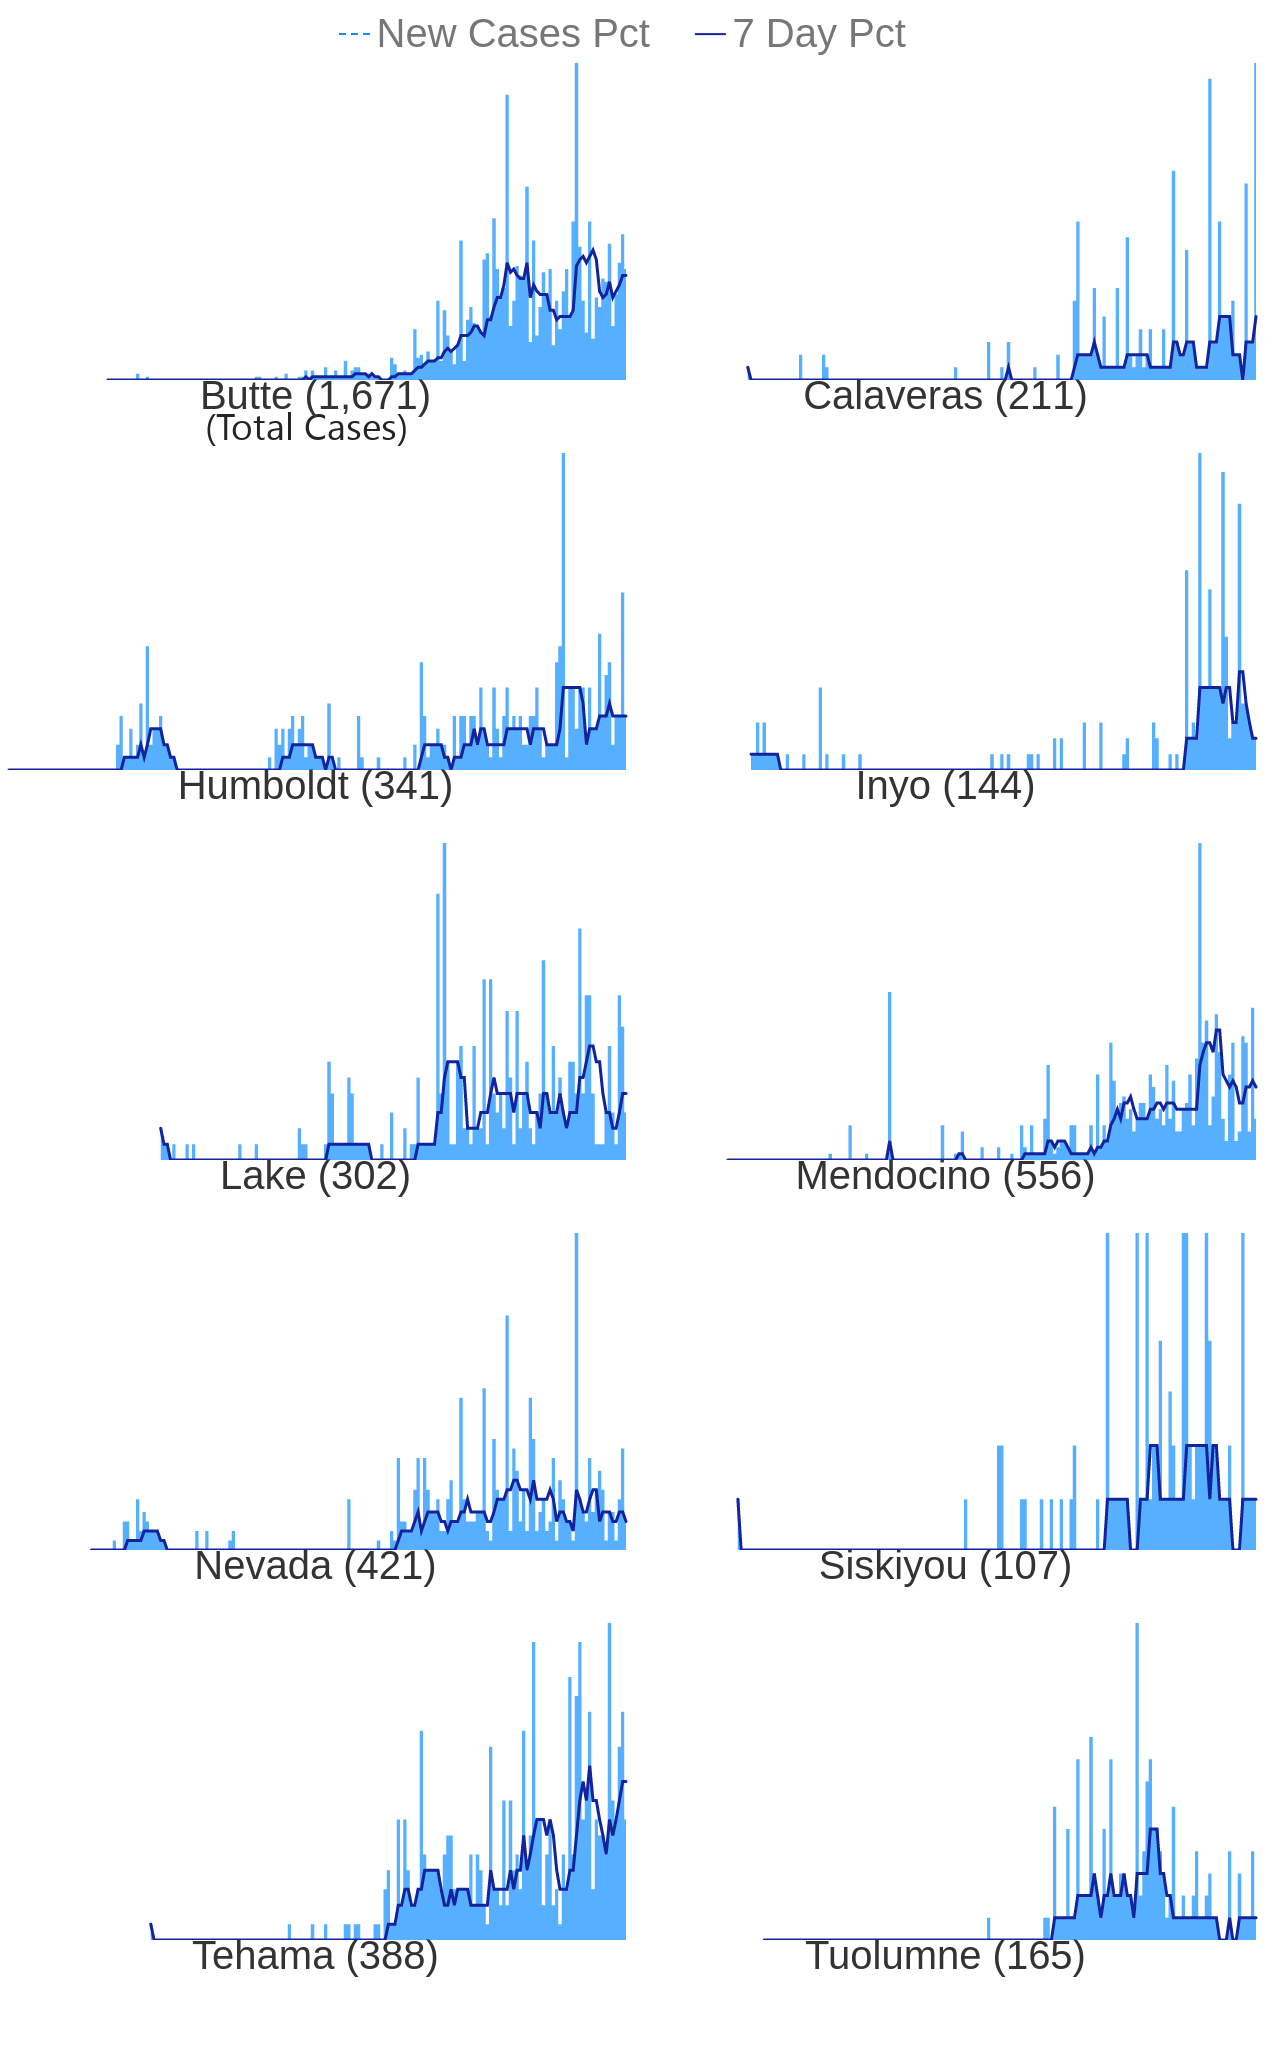 New Cases Pct 7 Day Pct
Butte (1,671) Calaveras (211)
(Total Cases)
Humboldt (341) Inyo (144)
Lake (302) Mendocino (556)
Nevada (421) Siskiyou (107)
Tehama (388) Tuolumne (165)